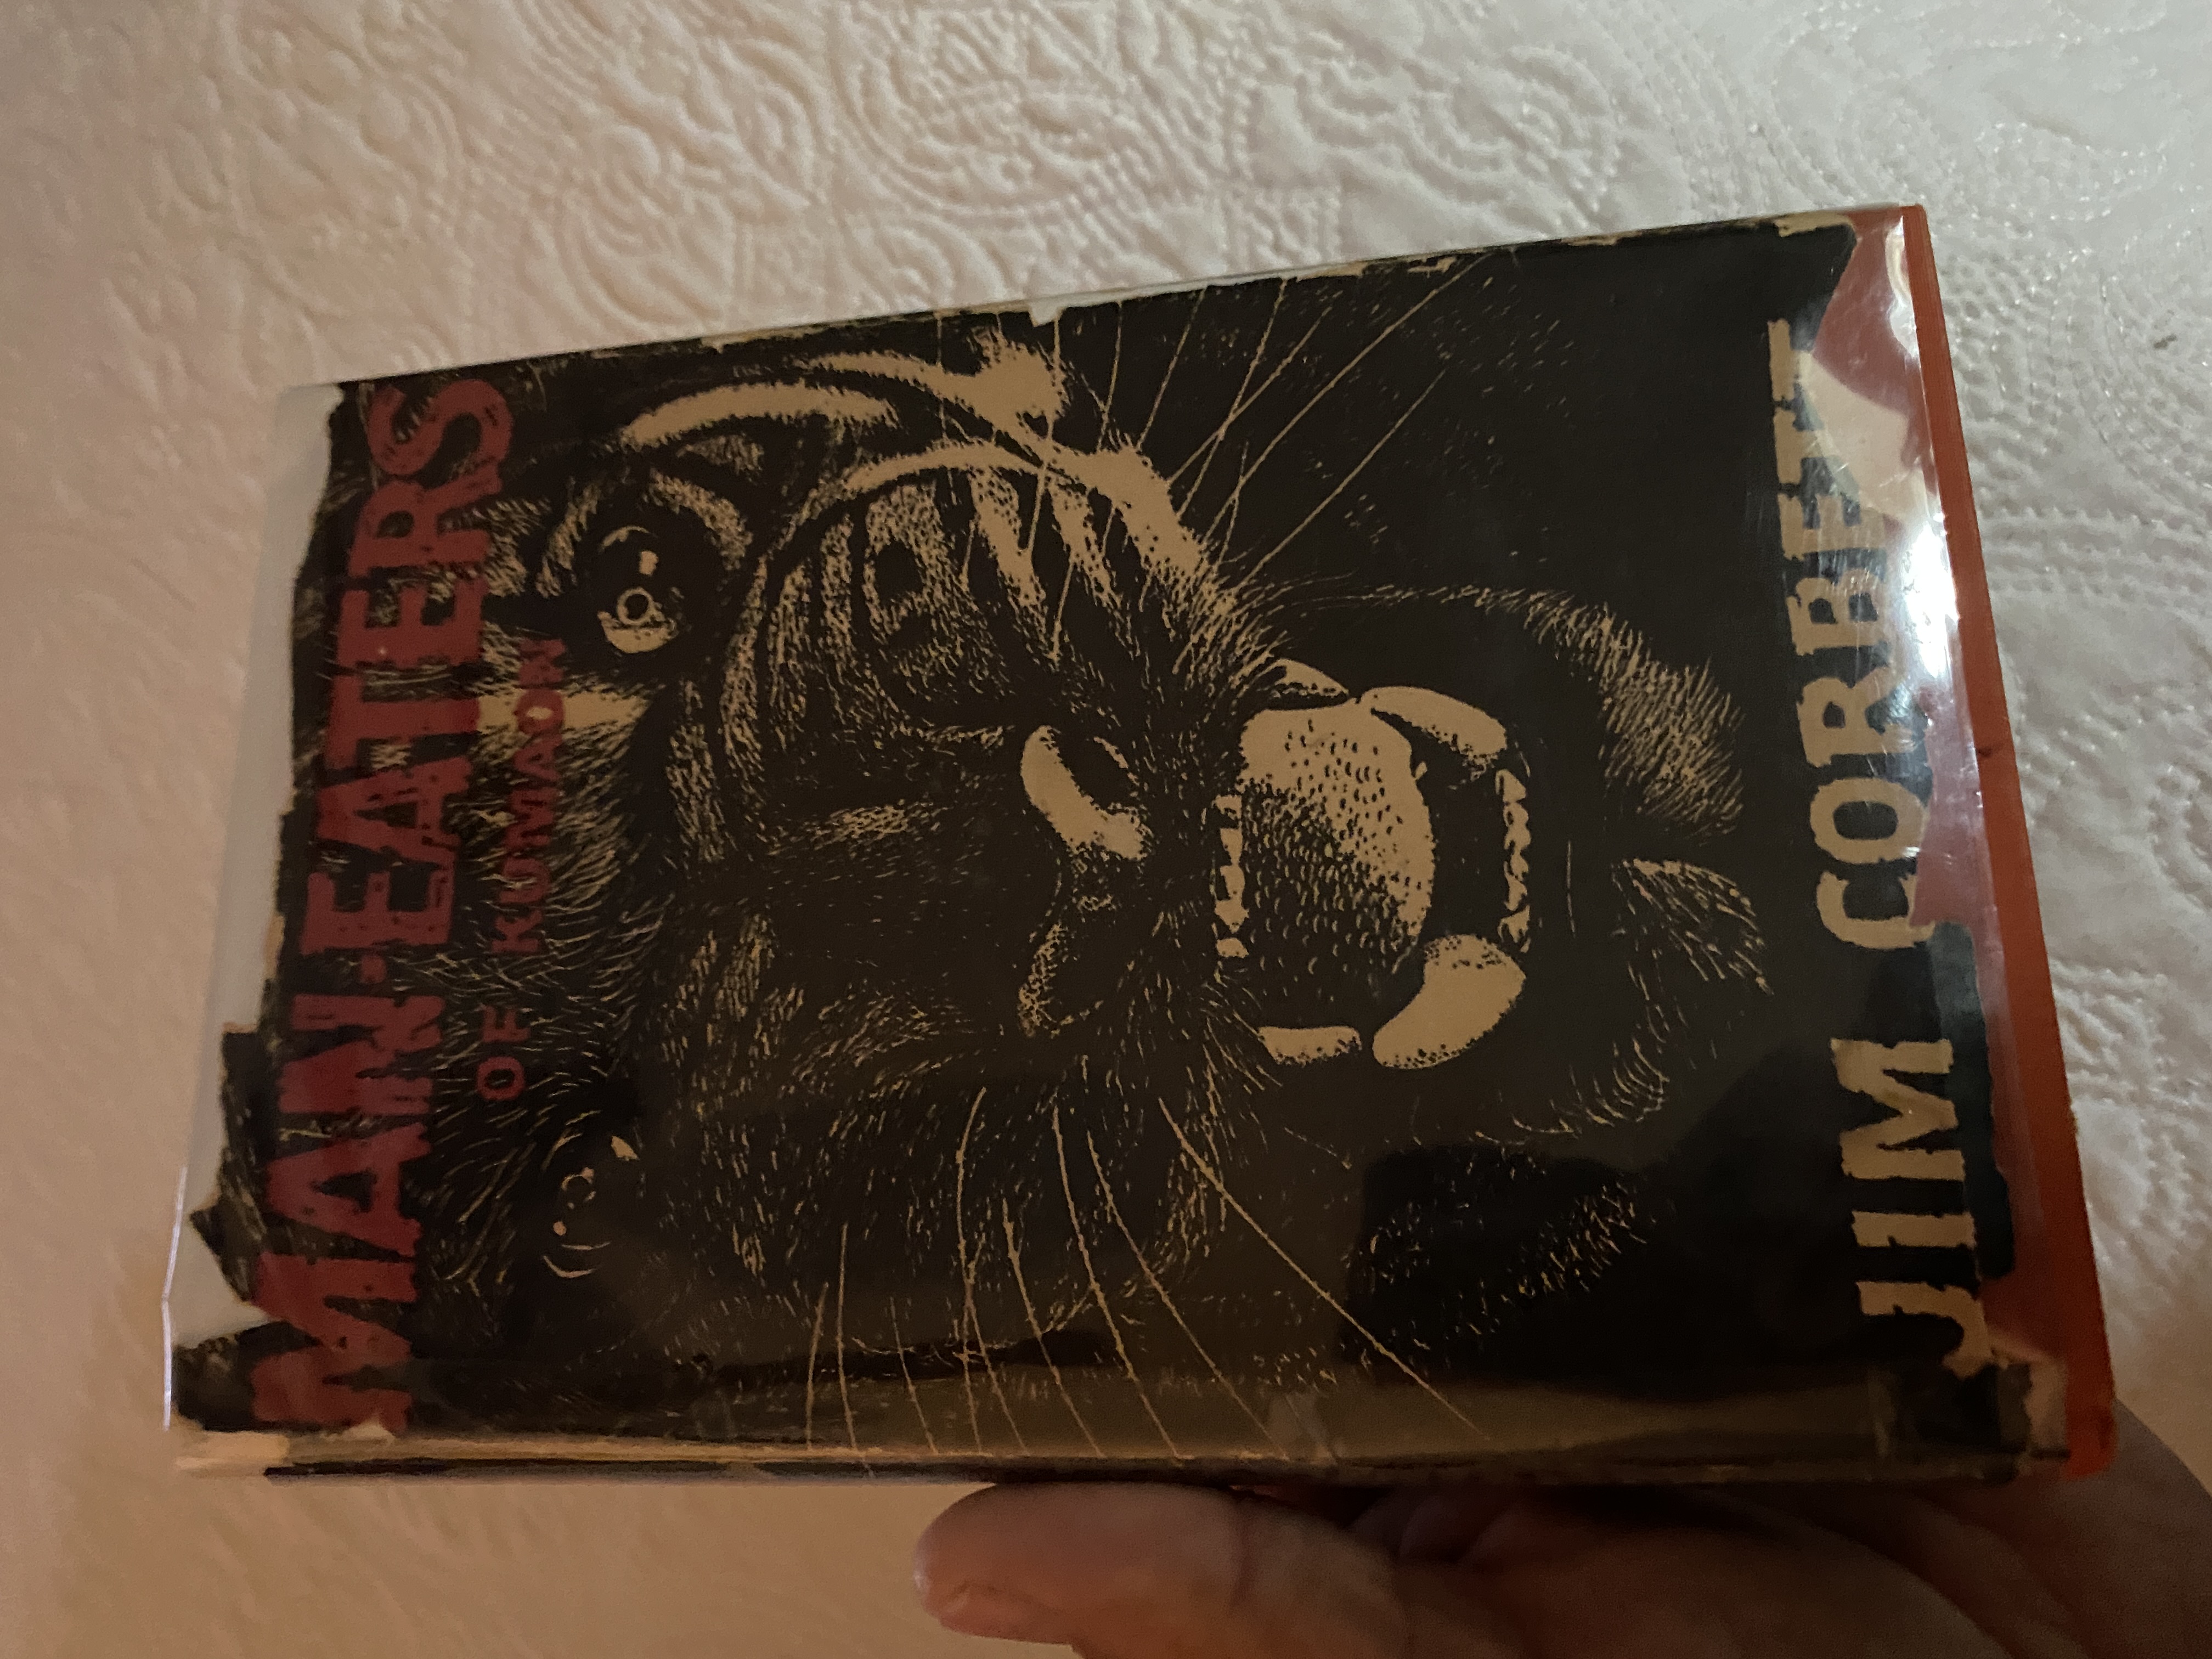 MAN-EATERS
OF KUMAON
JIM CORBETT